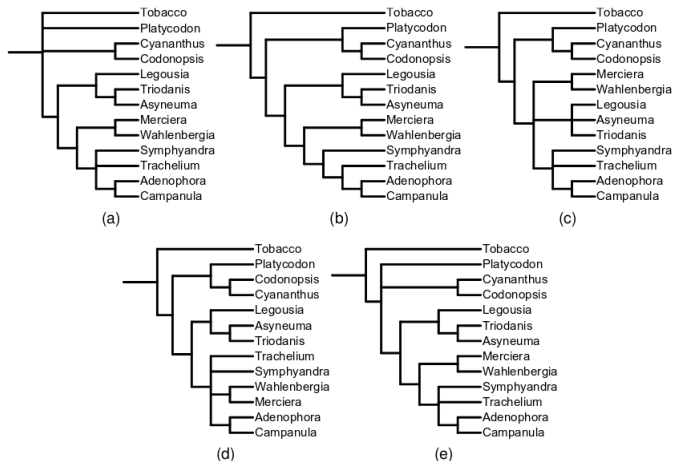 Tobacco
Platycodon
Cyananthus
Codonopsis
Legousia
Triodanis
Asyneuma
Merciera
Wahlenbergia
Symphyandra
Trachelium
Adenophora
Campanula
(a)
Tobacco
Platycodon
Cyananthus
Codonopsis
Legousia
Triodanis
Asyneuma
Merciera
Wahlenbergia
Symphyandra
Trachelium
Adenophora
Campanula
(b)
Tobacco
Platycodon
Cyananthus
Codonopsis
Merciera
Wahlenbergia
Legousia
Asyneuma
Triodanis
Symphyandra
Trachelium
Adenophora
Campanula
(c)
Tobacco
Platycodon
Codonopsis
Cyananthus
Legousia
Asyneuma
Triodanis
Trachelium
Symphyandra
Wahlenbergia
Merciera
Adenophora
Campanula
(d)
Tobacco
Platycodon
Cyananthus
Codonopsis
Legousia
Triodanis
Asyneuma
Merciera
Wahlenbergia
Symphyandra
Trachelium
Adenophora
Campanula
(e)